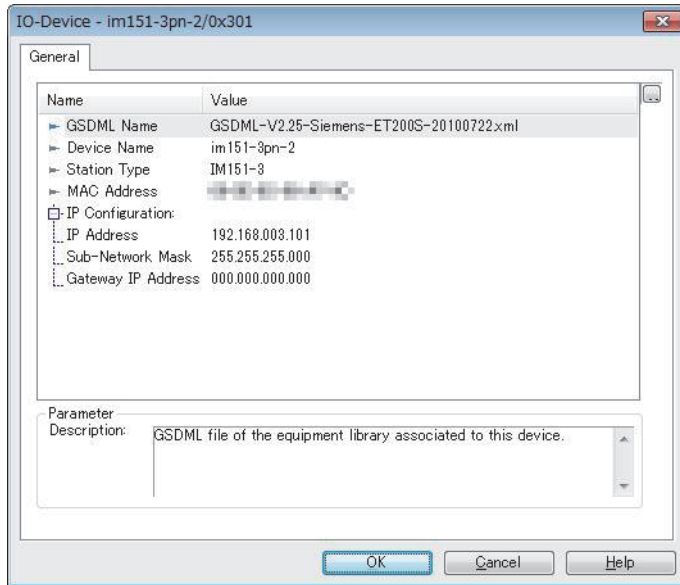 IO-Device - im151-3pn-2/0x301
General
Name Value
GSDML Name GSDML-V2.25-Siemens-ET200S-20100722.xml
Device Name im151-3pn-2
Station Type IM151-3
MAC Address
IP Configuration:
IP Address 192.168.003.101
Sub-Network Mask 255.255.255.000
Gateway IP Address 000.000.000.000
Parameter
Description: GSDML file of the equipment library associated to this device.
OK Cancel Help